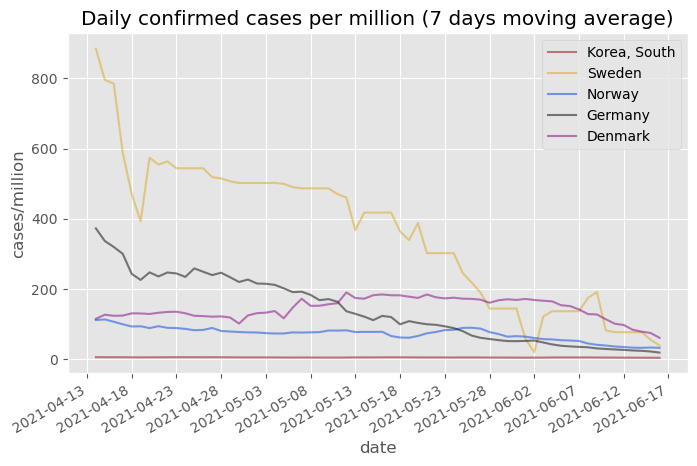 Daily confirmed cases per million (7 days moving average)
Korea, South
Sweden
Norway
Germany
Denmark
cases/million
800
600
400
200
0
2021-04-13
2021-04-18
2021-04-23
2021-04-28
2021-05-03
2021-05-08
2021-05-13
2021-05-18
2021-05-23
2021-05-28
2021-06-02
2021-06-07
2021-06-12
2021-06-17
date